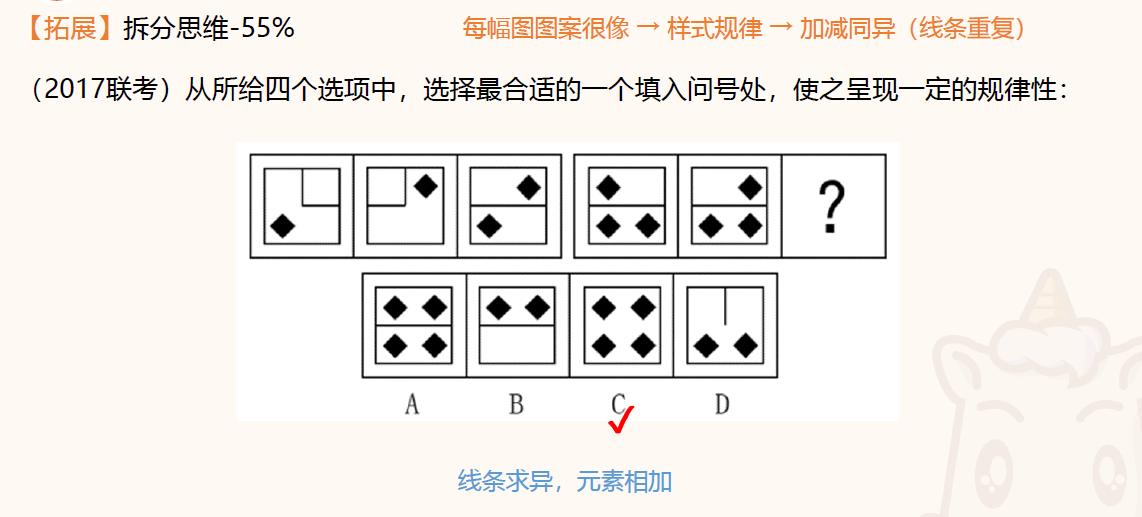 【拓展】拆分思维-55% 每幅图图案很像 → 样式规律 → 加减同异（线条重复）
（2017联考）从所给四个选项中，选择最合适的一个填入问号处，使之呈现一定的规律性：
?
A B C D
线条求异，元素相加